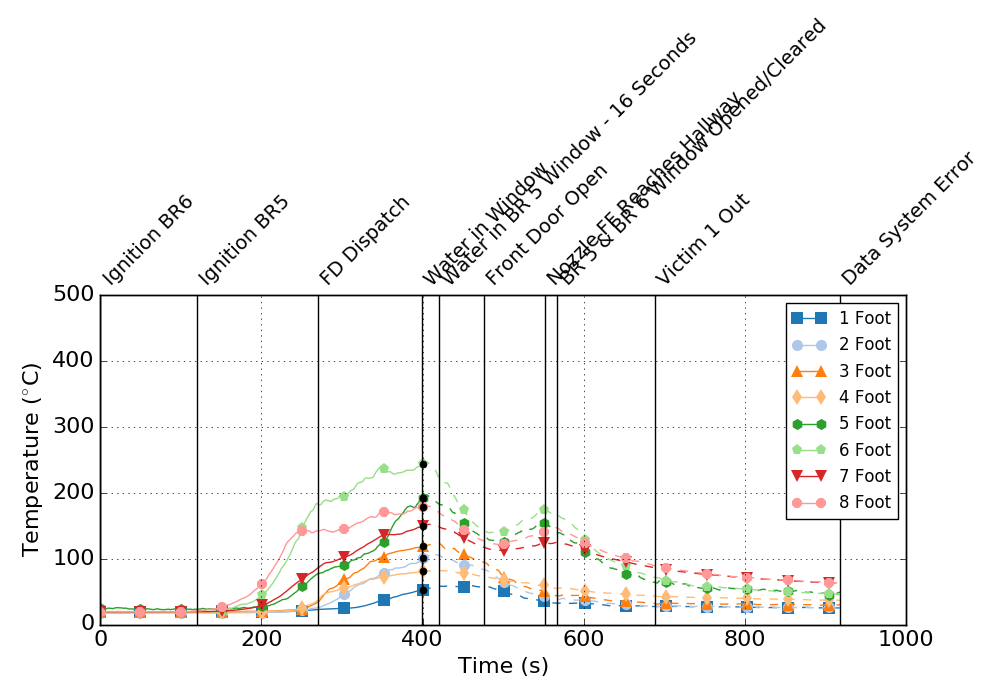 Ignition BR6
Ignition BR5
FD Dispatch
Water in Window
Water in BR 5 Window - 16 Seconds
Front Door Open
Nozzle FF Reaches Hallway
BR 5 & BR 6 Window Opened/Cleared
Victim 1 Out
Data System Error
Temperature (°C)
500
400
300
200
100
0
0 200 400 600 800 1000
Time (s)
1 Foot
2 Foot
3 Foot
4 Foot
5 Foot
6 Foot
7 Foot
8 Foot